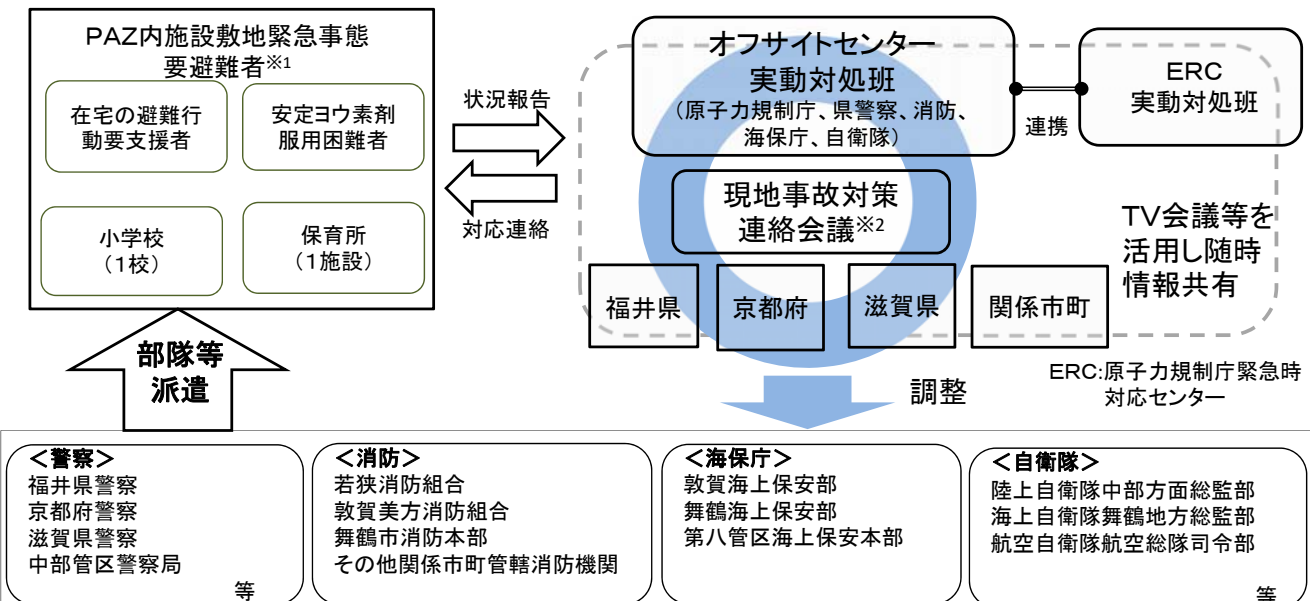 PAZ内施設敷地緊急事態
要避難者※1
在宅の避難行
動要支援者
安定ヨウ素剤
服用困難者
小学校
（1校）
保育所
（1施設）
状況報告
対応連絡
オフサイトセンター
実動対処班
（原子力規制庁、県警察、消防、
海保庁、自衛隊）
連携
ERC
実動対処班
現地事故対策
連絡会議※2
TV会議等を
活用し随時
情報共有
福井県
京都府
滋賀県
関係市町
ERC:原子力規制庁緊急時
対応センター
調整
部隊等
派遣
＜警察＞
福井県警察
京都府警察
滋賀県警察
中部管区警察局
等
＜消防＞
若狭消防組合
敦賀美方消防組合
舞鶴市消防本部
その他関係市町管轄消防機関
＜海保庁＞
敦賀海上保安部
舞鶴海上保安部
第八管区海上保安本部
＜自衛隊＞
陸上自衛隊中部方面総監部
海上自衛隊舞鶴地方総監部
航空自衛隊航空総隊司令部
等